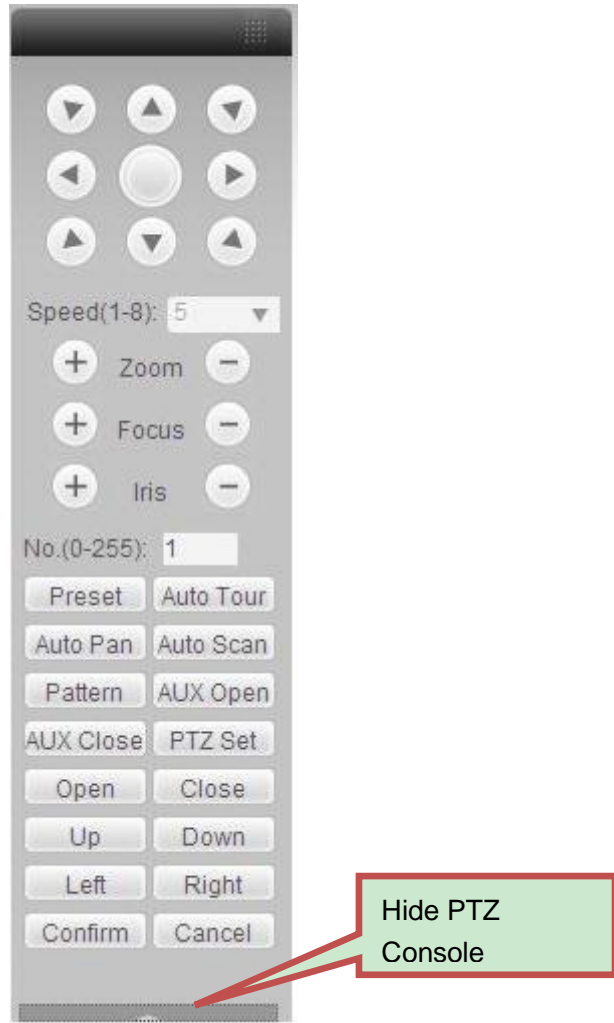 Speed(1-8): 5
+ Zoom −
+ Focus −
+ Iris −
No.(0-255): 1
Preset Auto Tour
Auto Pan Auto Scan
Pattern AUX Open
AUX Close PTZ Set
Open Close
Up Down
Left Right
Confirm Cancel
Hide PTZ
Console